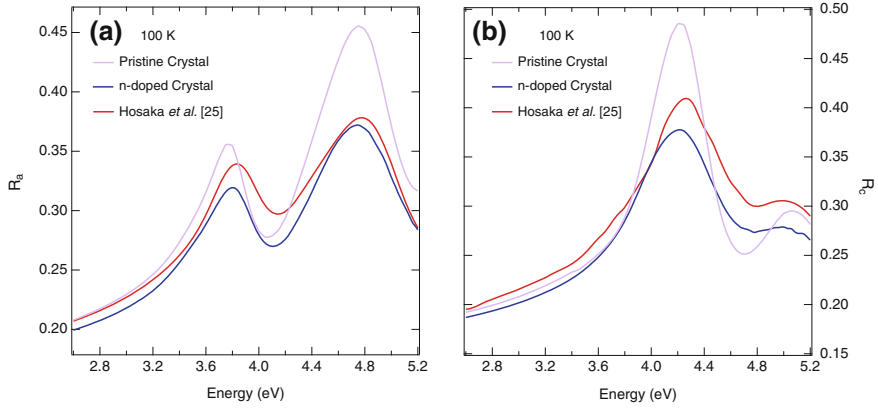 (a)
100 K
Pristine Crystal
n-doped Crystal
Hosaka et al. [25]
0.45
0.40
0.35
0.30
0.25
0.20
Ra
2.8 3.2 3.6 4.0 4.4 4.8 5.2
Energy (eV)
(b)
100 K
Pristine Crystal
n-doped Crystal
Hosaka et al. [25]
0.50
0.45
0.40
0.35
0.30
0.25
0.20
0.15
Rc
2.8 3.2 3.6 4.0 4.4 4.8 5.2
Energy (eV)